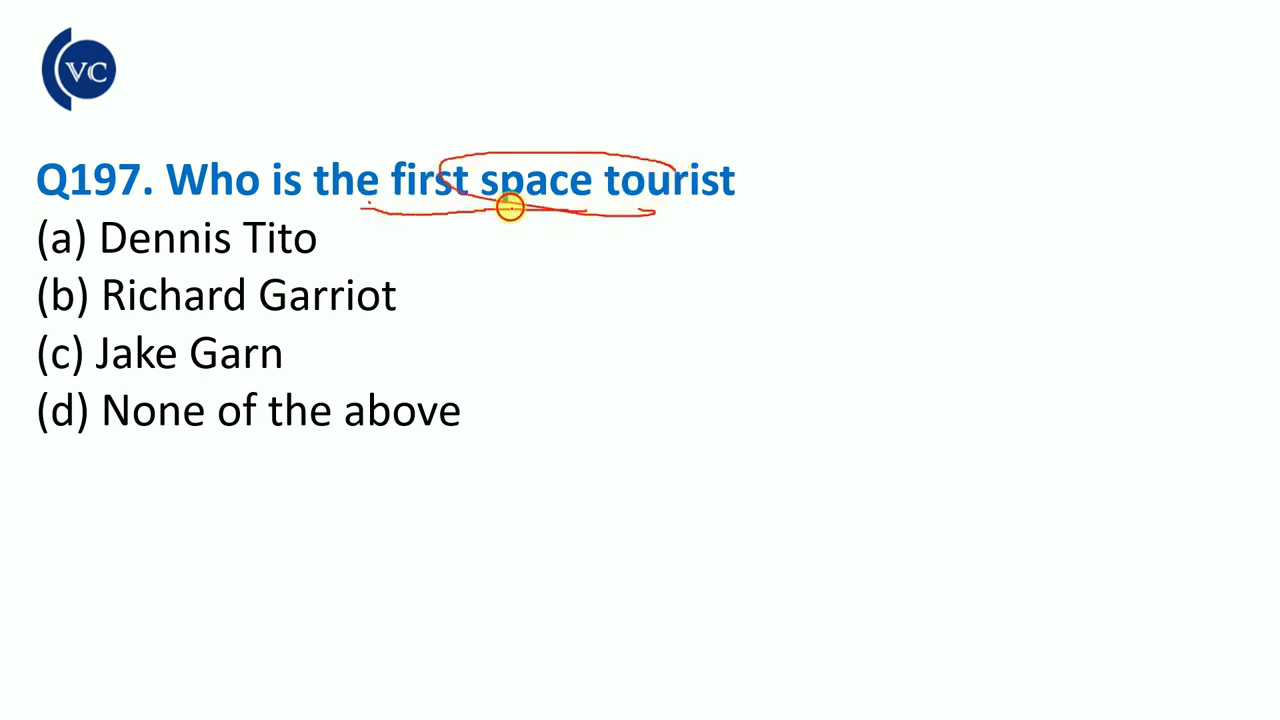 VC
Q197. Who is the first space tourist
(a) Dennis Tito
(b) Richard Garriot
(c) Jake Garn
(d) None of the above